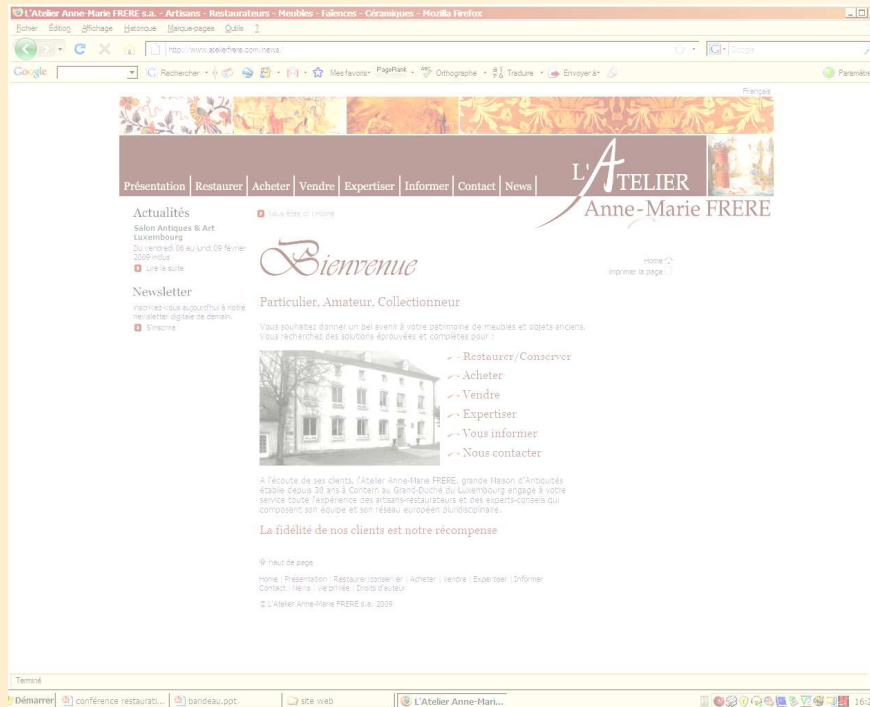 L'Atelier Anne-Marie FRERE s.a. - Artisans - Restaurateurs - Meubles - Faïences - Céramiques - Mozilla Firefox
Fichier Édition Affichage Historique Marque-pages Outils ?
http://www.atelierfrere.com/news/
Google
Google Rechercher Mes favoris PageRank Orthographe Traduire Envoyer à Paramètre
Français
L'ATELIER
Anne-Marie FRERE
Présentation Restaurer Acheter Vendre Expertiser Informer Contact News
Actualités
Salon Antiques & Art
Luxembourg
Du vendredi 06 au lundi 09 février
2009 inclus
Lire la suite
Newsletter
Inscrivez-vous aujourd'hui à notre
newsletter digitale de demain.
S'inscrire
Vous êtes ici : Home
Bienvenue
Home
Imprimer la page
Particulier, Amateur, Collectionneur
Vous souhaitez donner un bel avenir à votre patrimoine de meubles et objets anciens.
Vous recherchez des solutions éprouvées et complètes pour :
Restaurer/Conserver
Acheter
Vendre
Expertiser
Vous informer
Nous contacter
A l'écoute de ses clients, l'Atelier Anne-Marie FRERE, grande Maison d'Antiquités
établie depuis 30 ans à Contern au Grand-Duché du Luxembourg engage à votre
service toute l'expérience des artisans-restaurateurs et des experts-conseils qui
composent son équipe et son réseau européen pluridisciplinaire.
La fidélité de nos clients est notre récompense
haut de page
Home | Présentation | Restaurer/conserver | Acheter | Vendre | Expertiser | Informer
Contact | News | Vie privée | Droits d'auteur
© L'Atelier Anne-Marie FRERE s.a. 2009
Terminé
Démarrer conférence restaurati... bandeau.ppt site web L'Atelier Anne-Mari... 16:2